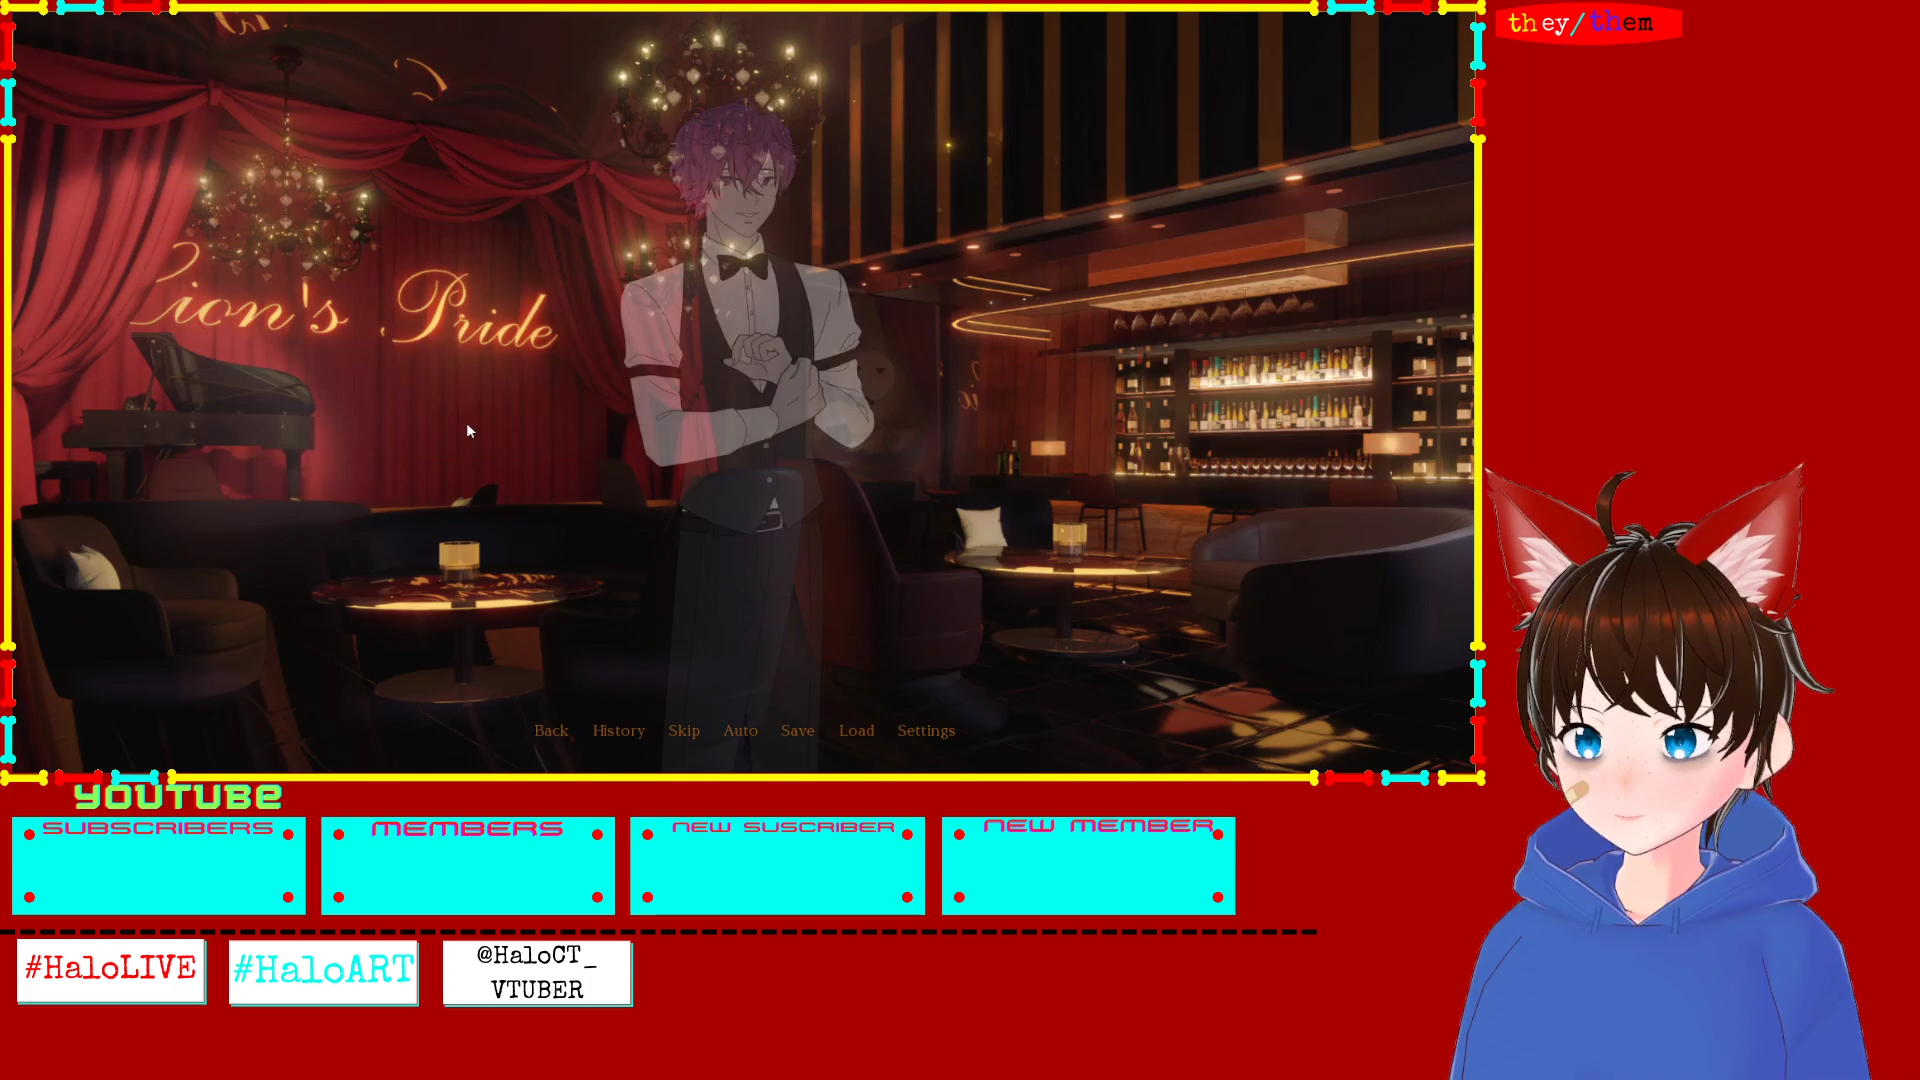 they/them
Lion's Pride
Back History Skip Auto Save Load Settings
YOUTUBE
SUBSCRIBERS
MEMBERS
NEW SUSCRIBER
NEW MEMBER
#HaloLIVE
#HaloART
@HaloCT_
VTUBER